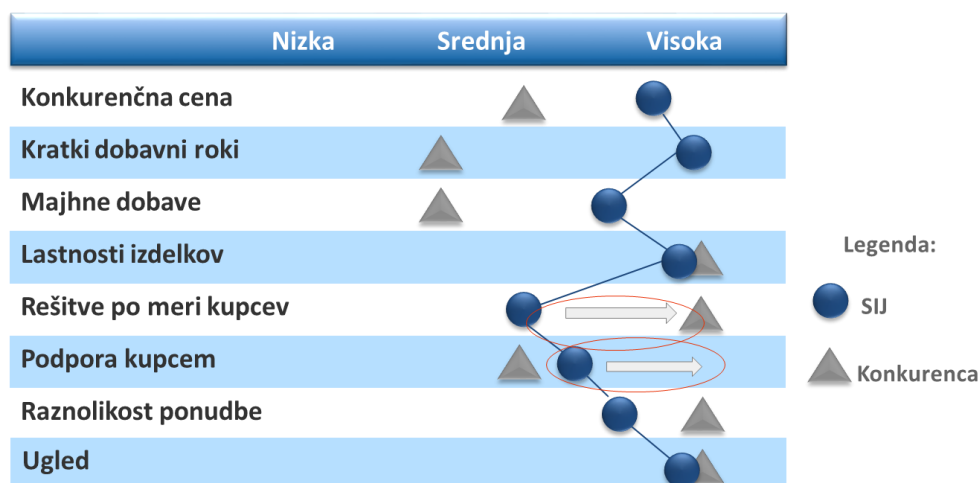 Nizka Srednja Visoka
Konkurenčna cena
Kratki dobavni roki
Majhne dobave
Lastnosti izdelkov
Rešitve po meri kupcev
Podpora kupcem
Raznolikost ponudbe
Ugled
Legenda:
SIJ
Konkurenca